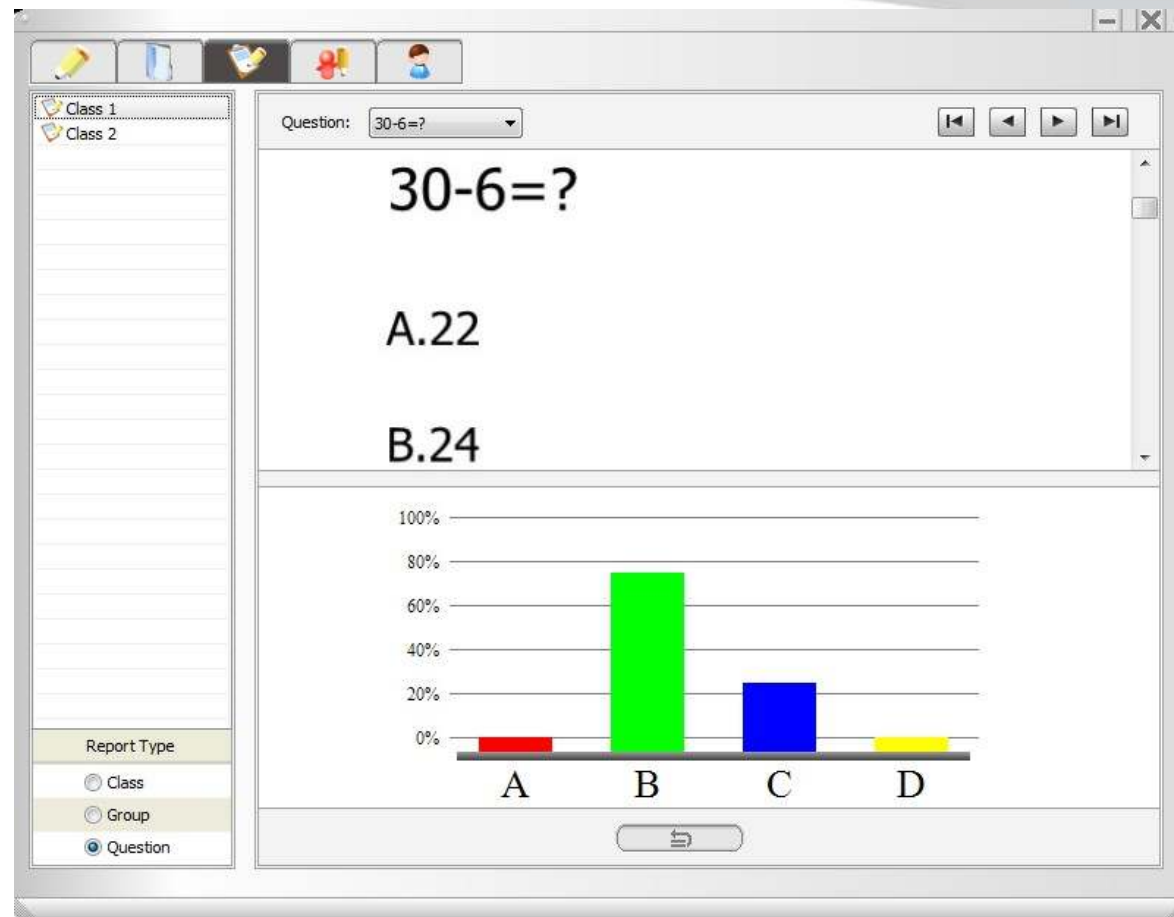 Class 1
Class 2
Question: 30-6=?
30-6=?
A.22
B.24
100%
80%
60%
40%
20%
0%
A B C D
Report Type
Class
Group
Question